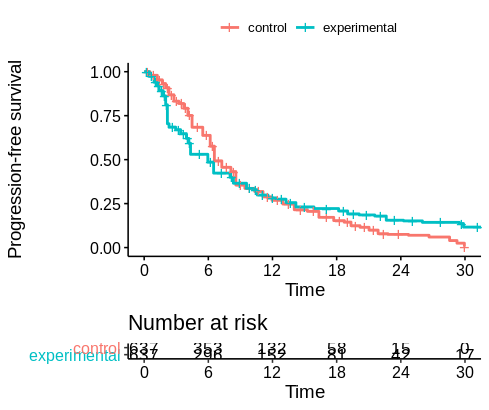 control experimental
Progression-free survival
1.00
0.75
0.50
0.25
0.00
0 6 12 18 24 30
Time
Number at risk
control 637 353 132 58 15 0
experimental 637 296 152 81 42 17
0 6 12 18 24 30
Time